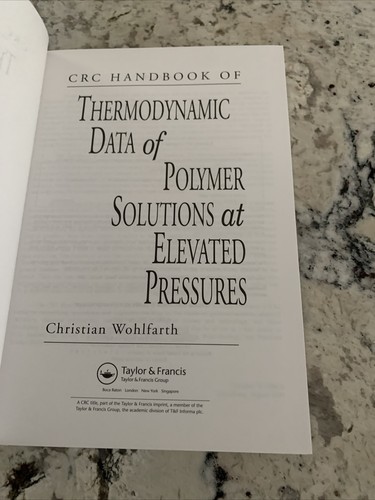 CRC HANDBOOK OF
THERMODYNAMIC
DATA of
POLYMER
SOLUTIONS at
ELEVATED
PRESSURES
Christian Wohlfarth
Taylor & Francis
Taylor & Francis Group
Boca Raton London New York Singapore
A CRC title, part of the Taylor & Francis imprint, a member of the
Taylor & Francis Group, the academic division of T&F Informa plc.